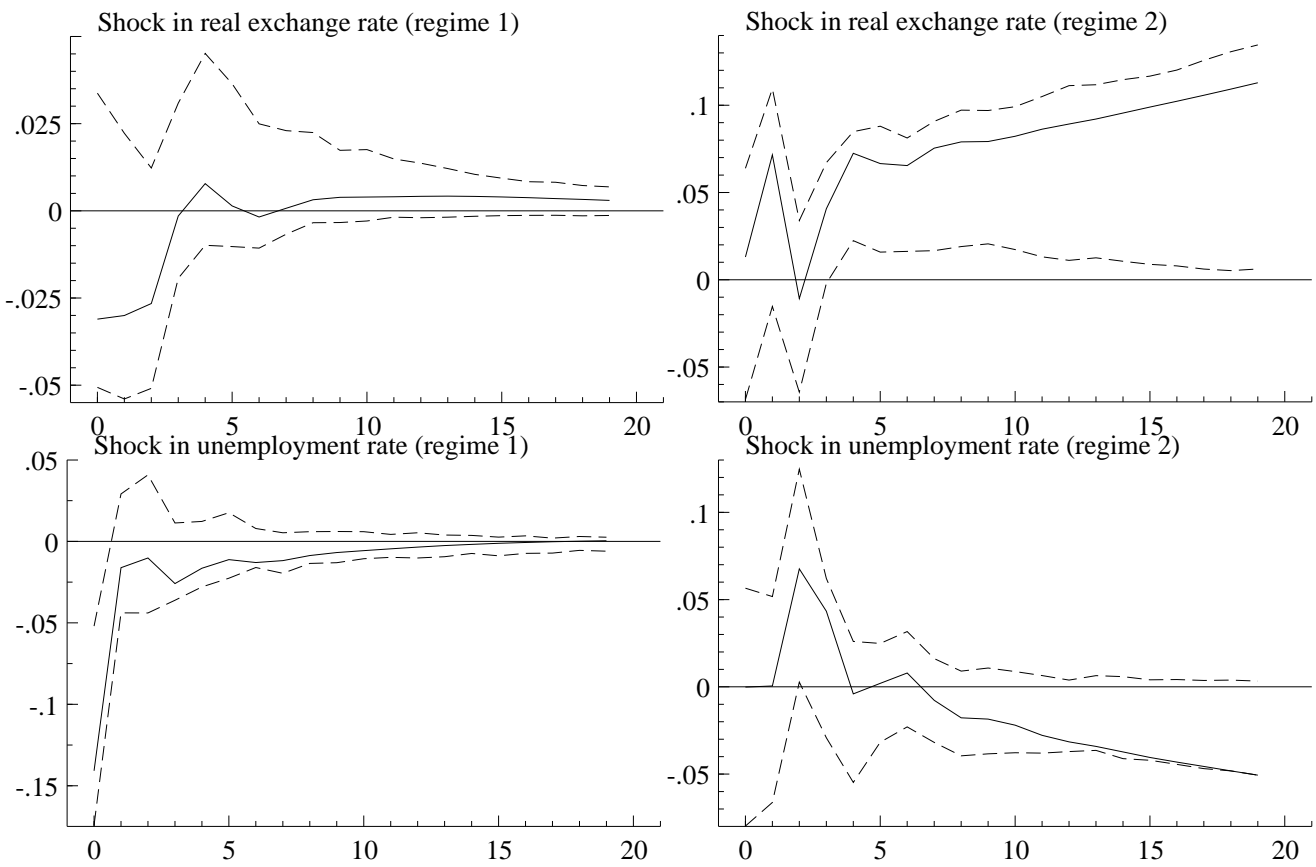 Shock in real exchange rate (regime 1)
.025
0
-.025
-.05
0 5 10 15 20
Shock in real exchange rate (regime 2)
.1
.05
0
-.05
0 5 10 15 20
Shock in unemployment rate (regime 1)
.05
0
-.05
-.1
-.15
0 5 10 15 20
Shock in unemployment rate (regime 2)
.1
.05
0
-.05
0 5 10 15 20